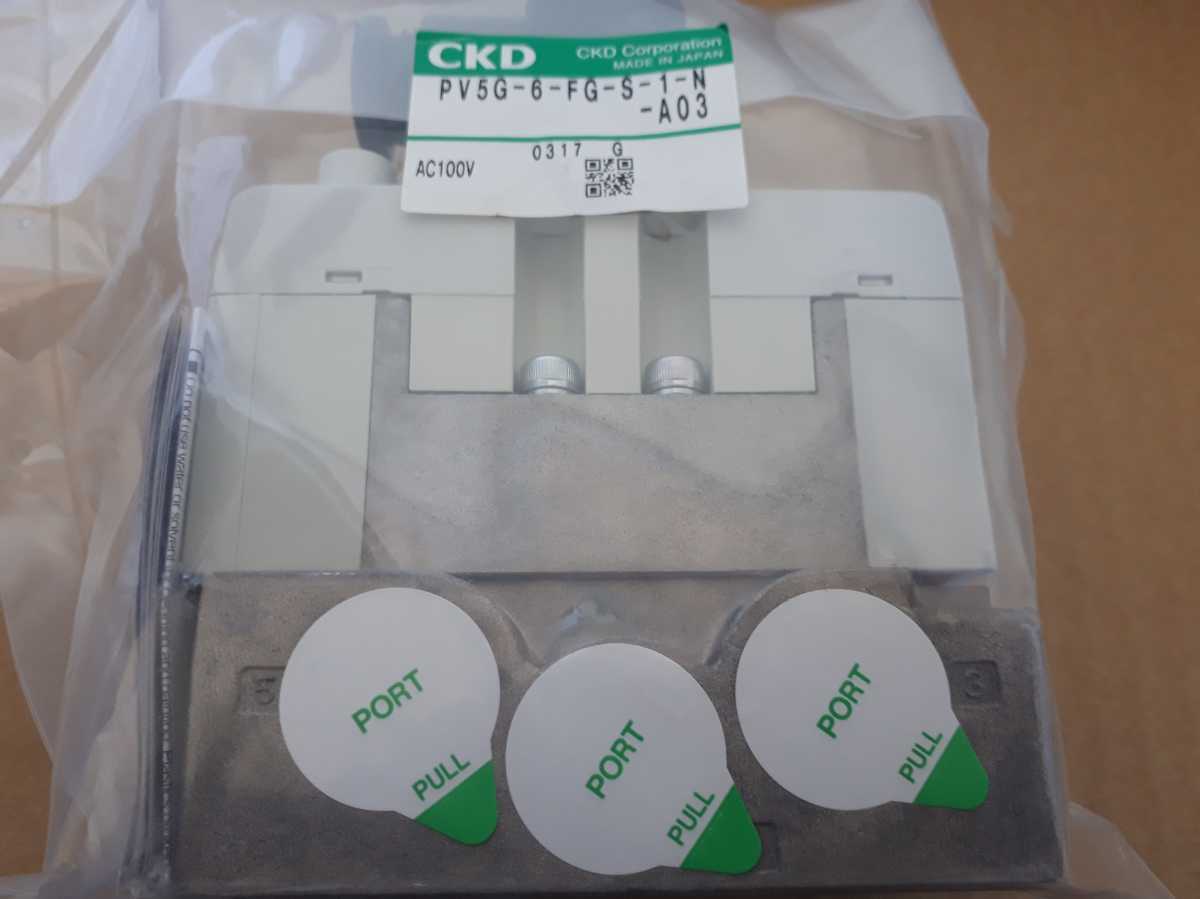 CKD
CKD Corporation
MADE IN JAPAN
PV5G-6-FG-S-1-N
-A03
0317 G
AC100V
5
3
PORT
PULL
PORT
PULL
PORT
PULL